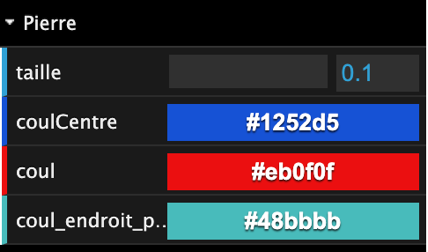 Pierre
taille 0.1
coulCentre #1252d5
coul #eb0f0f
coul_endroit_p.. #48bbbb